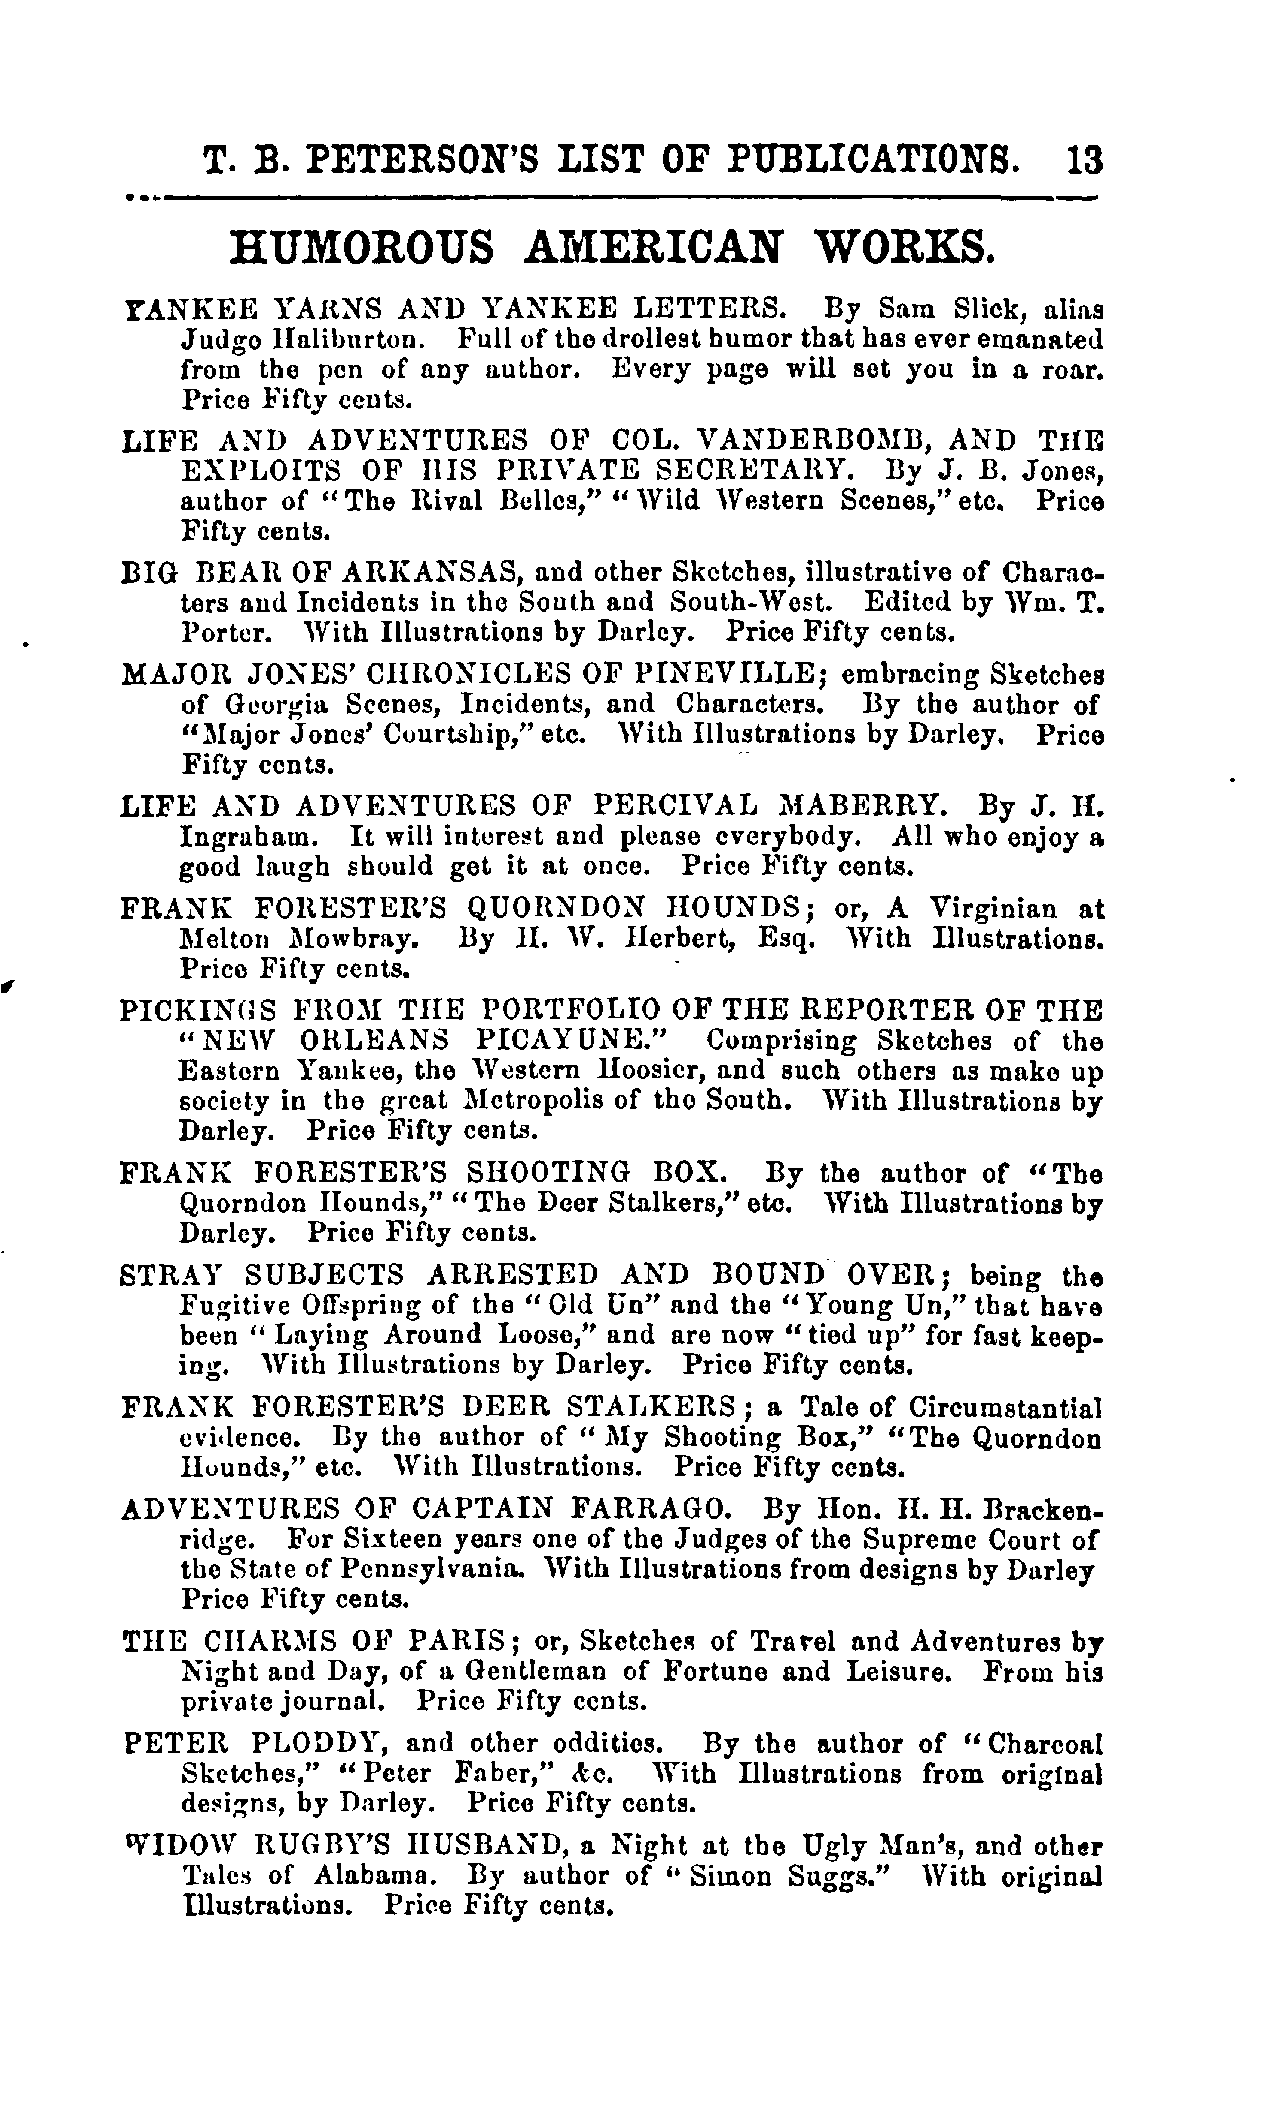 T. B. PETERSON'S LIST OF PUBLICATIONS. 13
HUMOROUS AMERICAN WORKS.
YANKEE YARNS AND YANKEE LETTERS. By Sam Slick, alias
Judge Haliburton. Full of the drollest humor that has ever emanated
from the pen of any author. Every page will set you in a roar.
Price Fifty cents.
LIFE AND ADVENTURES OF COL. VANDERBOMB, AND THE
EXPLOITS OF HIS PRIVATE SECRETARY. By J. B. Jones,
author of "The Rival Belles," "Wild Western Scenes," etc. Price
Fifty cents.
BIG BEAR OF ARKANSAS, and other Sketches, illustrative of Charac-
ters and Incidents in the South and South-West. Edited by Wm. T.
Porter. With Illustrations by Darley. Price Fifty cents.
MAJOR JONES' CHRONICLES OF PINEVILLE; embracing Sketches
of Georgia Scenes, Incidents, and Characters. By the author of
"Major Jones' Courtship," etc. With Illustrations by Darley. Price
Fifty cents.
LIFE AND ADVENTURES OF PERCIVAL MABERRY. By J. H.
Ingraham. It will interest and please everybody. All who enjoy a
good laugh should get it at once. Price Fifty cents.
FRANK FORESTER'S QUORNDON HOUNDS; or, A Virginian at
Melton Mowbray. By H. W. Herbert, Esq. With Illustrations.
Price Fifty cents.
PICKINGS FROM THE PORTFOLIO OF THE REPORTER OF THE
"NEW ORLEANS PICAYUNE." Comprising Sketches of the
Eastern Yankee, the Western Hoosier, and such others as make up
society in the great Metropolis of the South. With Illustrations by
Darley. Price Fifty cents.
FRANK FORESTER'S SHOOTING BOX. By the author of "The
Quorndon Hounds," "The Deer Stalkers," etc. With Illustrations by
Darley. Price Fifty cents.
STRAY SUBJECTS ARRESTED AND BOUND OVER; being the
Fugitive Offspring of the "Old Un" and the "Young Un," that have
been "Laying Around Loose," and are now "tied up" for fast keep-
ing. With Illustrations by Darley. Price Fifty cents.
FRANK FORESTER'S DEER STALKERS; a Tale of Circumstantial
evidence. By the author of "My Shooting Box," "The Quorndon
Hounds," etc. With Illustrations. Price Fifty cents.
ADVENTURES OF CAPTAIN FARRAGO. By Hon. H. H. Bracken-
ridge. For Sixteen years one of the Judges of the Supreme Court of
the State of Pennsylvania. With Illustrations from designs by Darley
Price Fifty cents.
THE CHARMS OF PARIS; or, Sketches of Travel and Adventures by
Night and Day, of a Gentleman of Fortune and Leisure. From his
private journal. Price Fifty cents.
PETER PLODDY, and other oddities. By the author of "Charcoal
Sketches," "Peter Faber," &c. With Illustrations from original
designs, by Darley. Price Fifty cents.
WIDOW RUGBY'S HUSBAND, a Night at the Ugly Man's, and other
Tales of Alabama. By author of "Simon Suggs." With original
Illustrations. Price Fifty cents.